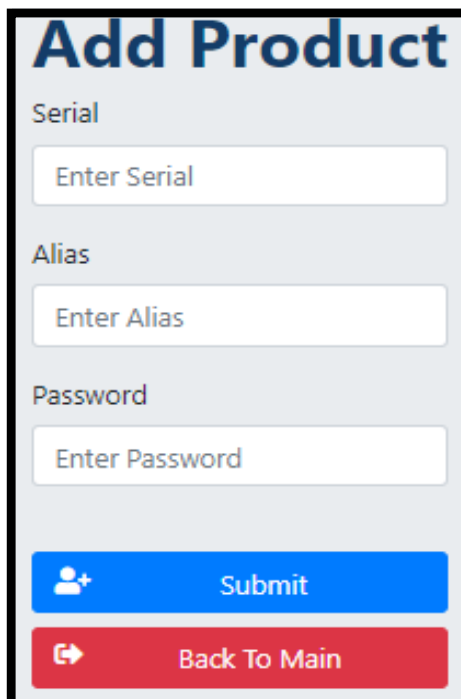 Add Product
Serial
Enter Serial
Alias
Enter Alias
Password
Enter Password
Submit
Back To Main